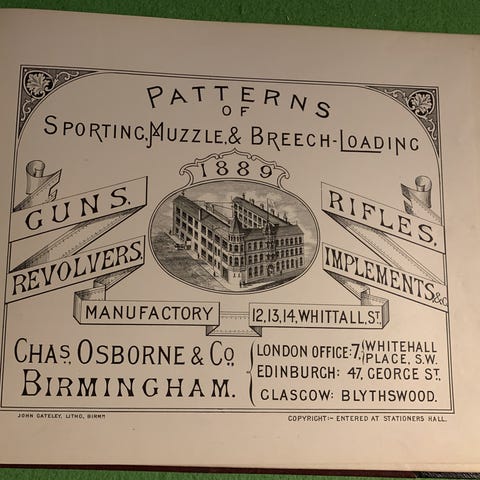 PATTERNS
OF
SPORTING, MUZZLE, & BREECH-LOADING
1889
GUNS,
RIFLES,
REVOLVERS,
IMPLEMENTS,&c
MANUFACTORY 12,13,14, WHITTALL, ST.
CHAS. OSBORNE & CO.
BIRMINGHAM.
LONDON OFFICE: 7, WHITEHALL PLACE, S.W.
EDINBURGH: 47, GEORGE ST.
GLASGOW: BLYTHSWOOD.
JOHN GATELEY, LITHO, BIRMM
COPYRIGHT:- ENTERED AT STATIONERS HALL.